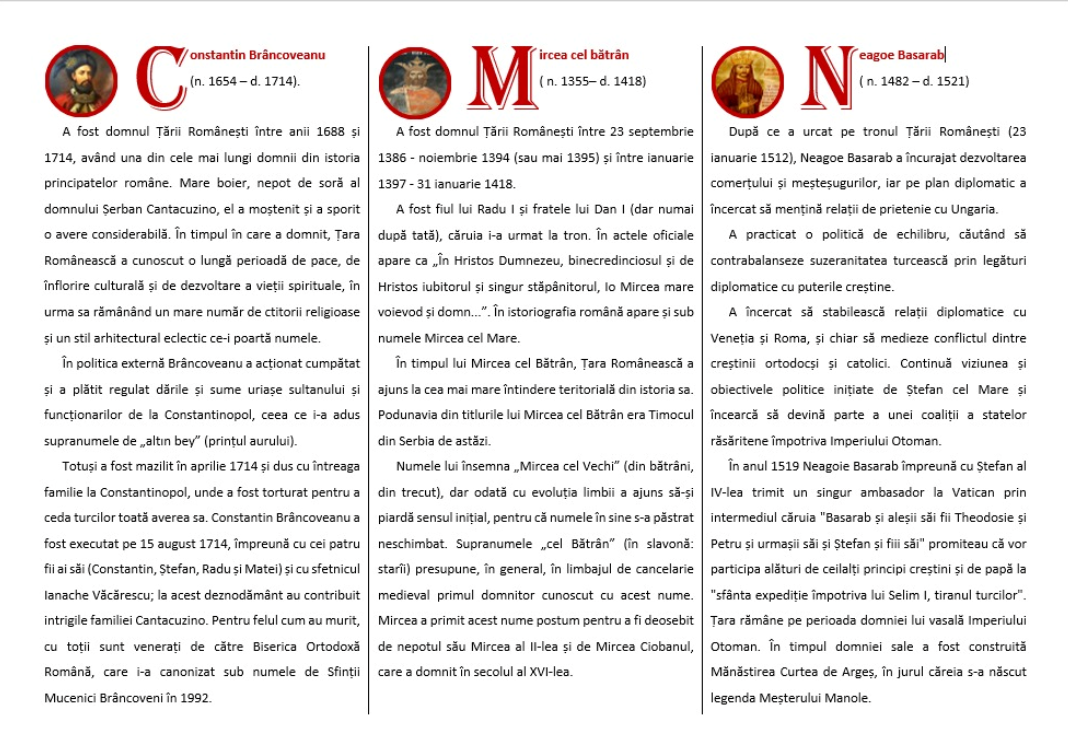 Constantin Brâncoveanu
(n. 1654 – d. 1714).
A fost domnul Țării Românești între anii 1688 și
1714, având una din cele mai lungi domnii din istoria
principatelor române. Mare boier, nepot de soră al
domnului Șerban Cantacuzino, el a moștenit și a sporit
o avere considerabilă. În timpul în care a domnit, Țara
Românească a cunoscut o lungă perioadă de pace, de
înflorire culturală și de dezvoltare a vieții spirituale, în
urma sa rămânând un mare număr de ctitorii religioase
și un stil arhitectural eclectic ce-i poartă numele.
În politica externă Brâncoveanu a acționat cumpătat
și a plătit regulat dările și sume uriașe sultanului și
funcționarilor de la Constantinopol, ceea ce i-a adus
supranumele de „altın bey” (prințul aurului).
Totuși a fost mazilit în aprilie 1714 și dus cu întreaga
familie la Constantinopol, unde a fost torturat pentru a
ceda turcilor toată averea sa. Constantin Brâncoveanu a
fost executat pe 15 august 1714, împreună cu cei patru
fii ai săi (Constantin, Ștefan, Radu și Matei) și cu sfetnicul
Ianache Văcărescu; la acest deznodământ au contribuit
intrigile familiei Cantacuzino. Pentru felul cum au murit,
cu toții sunt venerați de către Biserica Ortodoxă
Română, care i-a canonizat sub numele de Sfinții
Mucenici Brâncoveni în 1992.
Mircea cel bătrân
( n. 1355– d. 1418)
A fost domnul Țării Românești între 23 septembrie
1386 - noiembrie 1394 (sau mai 1395) și între ianuarie
1397 - 31 ianuarie 1418.
A fost fiul lui Radu I și fratele lui Dan I (dar numai
după tată), căruia i-a urmat la tron. În actele oficiale
apare ca „În Hristos Dumnezeu, binecredinciosul și de
Hristos iubitorul și singur stăpânitorul, Io Mircea mare
voievod și domn...”. În istoriografia română apare și sub
numele Mircea cel Mare.
În timpul lui Mircea cel Bătrân, Țara Românească a
ajuns la cea mai mare întindere teritorială din istoria sa.
Podunavia din titlurile lui Mircea cel Bătrân era Timocul
din Serbia de astăzi.
Numele lui însemna „Mircea cel Vechi” (din bătrâni,
din trecut), dar odată cu evoluția limbii a ajuns să-și
piardă sensul inițial, pentru că numele în sine s-a păstrat
neschimbat. Supranumele „cel Bătrân” (în slavonă:
starîi) presupune, în general, în limbajul de cancelarie
medieval primul domnitor cunoscut cu acest nume.
Mircea a primit acest nume postum pentru a fi deosebit
de nepotul său Mircea al II-lea și de Mircea Ciobanul,
care a domnit în secolul al XVI-lea.
Neagoe Basarab
( n. 1482 – d. 1521)
După ce a urcat pe tronul Țării Românești (23
ianuarie 1512), Neagoe Basarab a încurajat dezvoltarea
comerțului și meșteșugurilor, iar pe plan diplomatic a
încercat să mențină relații de prietenie cu Ungaria.
A practicat o politică de echilibru, căutând să
contrabalanseze suzeranitatea turcească prin legături
diplomatice cu puterile creștine.
A încercat să stabilească relații diplomatice cu
Veneția și Roma, și chiar să medieze conflictul dintre
creștinii ortodocși și catolici. Continuă viziunea și
obiectivele politice inițiate de Ștefan cel Mare și
încearcă să devină parte a unei coaliții a statelor
răsăritene împotriva Imperiului Otoman.
În anul 1519 Neagoie Basarab împreună cu Ștefan al
IV-lea trimit un singur ambasador la Vatican prin
intermediul căruia "Basarab și aleșii săi fii Theodosie și
Petru și urmașii săi și Ștefan și fiii săi" promiteau că vor
participa alături de ceilalți principi creștini și de papă la
"sfânta expediție împotriva lui Selim I, tiranul turcilor".
Țara rămâne pe perioada domniei lui vasală Imperiului
Otoman. În timpul domniei sale a fost construită
Mănăstirea Curtea de Argeș, în jurul căreia s-a născut
legenda Meșterului Manole.